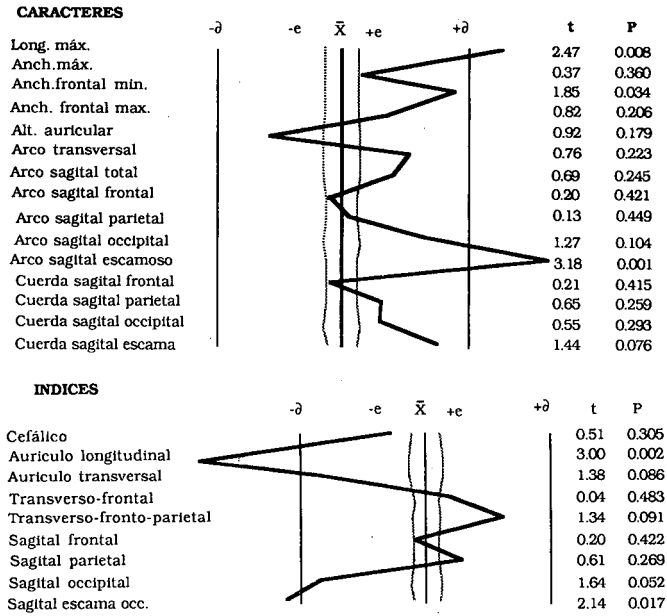 CARACTERES
-∂ -e X̄ +e +∂ t P
Long. máx. 2.47 0.008
Anch.máx. 0.37 0.360
Anch.frontal min. 1.85 0.034
Anch. frontal max. 0.82 0.206
Alt. auricular 0.92 0.179
Arco transversal 0.76 0.223
Arco sagital total 0.69 0.245
Arco sagital frontal 0.20 0.421
Arco sagital parietal 0.13 0.449
Arco sagital occipital 1.27 0.104
Arco sagital escamoso 3.18 0.001
Cuerda sagital frontal 0.21 0.415
Cuerda sagital parietal 0.65 0.259
Cuerda sagital occipital 0.55 0.293
Cuerda sagital escama 1.44 0.076
INDICES
-∂ -e X̄ +e +∂ t P
Cefálico 0.51 0.305
Auriculo longitudinal 3.00 0.002
Auriculo transversal 1.38 0.086
Transverso-frontal 0.04 0.483
Transverso-fronto-parietal 1.34 0.091
Sagital frontal 0.20 0.422
Sagital parietal 0.61 0.269
Sagital occipital 1.64 0.052
Sagital escama occ. 2.14 0.017